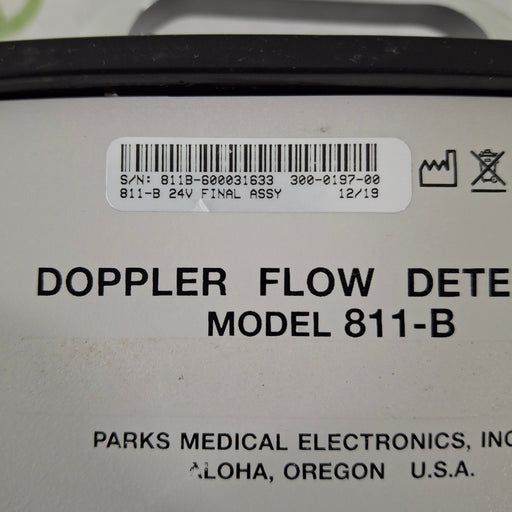 S/N: 811B-600031633 300-0197-00
811-B 24V FINAL ASSY 12/19
DOPPLER FLOW DETE
MODEL 811-B
PARKS MEDICAL ELECTRONICS, INC
ALOHA, OREGON U.S.A.